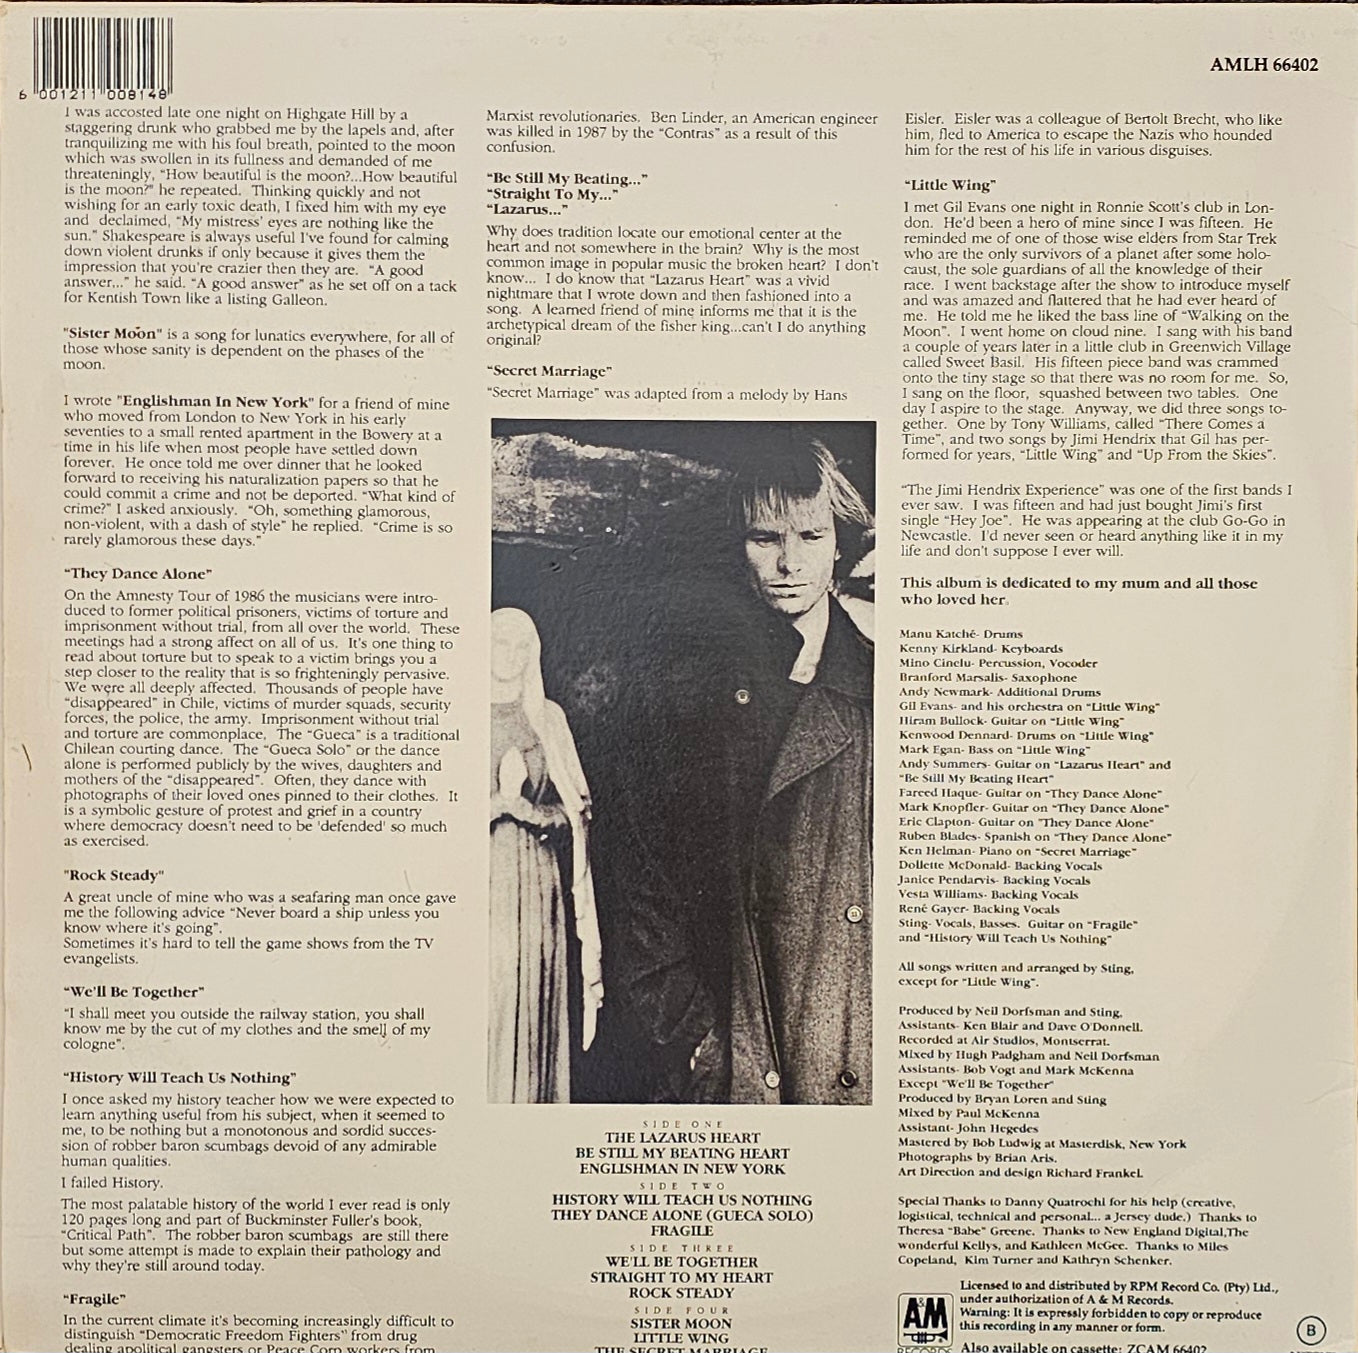 6 001211 008148
AMLH 66402
I was accosted late one night on Highgate Hill by a
staggering drunk who grabbed me by the lapels and, after
tranquilizing me with his foul breath, pointed to the moon
which was swollen in its fullness and demanded of me
threateningly, "How beautiful is the moon?...How beautiful
is the moon?" he repeated. Thinking quickly and not
wishing for an early toxic death, I fixed him with my eye
and declaimed, "My mistress' eyes are nothing like the
sun." Shakespeare is always useful I've found for calming
down violent drunks if only because it gives them the
impression that you're crazier then they are. "A good
answer..." he said. "A good answer" as he set off on a tack
for Kentish Town like a listing Galleon.
"Sister Moon" is a song for lunatics everywhere, for all of
those whose sanity is dependent on the phases of the
moon.
I wrote "Englishman In New York" for a friend of mine
who moved from London to New York in his early
seventies to a small rented apartment in the Bowery at a
time in his life when most people have settled down
forever. He once told me over dinner that he looked
forward to receiving his naturalization papers so that he
could commit a crime and not be deported. "What kind of
crime?" I asked anxiously. "Oh, something glamorous,
non-violent, with a dash of style" he replied. "Crime is so
rarely glamorous these days."
"They Dance Alone"
On the Amnesty Tour of 1986 the musicians were intro-
duced to former political prisoners, victims of torture and
imprisonment without trial, from all over the world. These
meetings had a strong affect on all of us. It's one thing to
read about torture but to speak to a victim brings you a
step closer to the reality that is so frighteningly pervasive.
We were all deeply affected. Thousands of people have
"disappeared" in Chile, victims of murder squads, security
forces, the police, the army. Imprisonment without trial
and torture are commonplace. The "Gueca" is a traditional
Chilean courting dance. The "Gueca Solo" or the dance
alone is performed publicly by the wives, daughters and
mothers of the "disappeared". Often, they dance with
photographs of their loved ones pinned to their clothes. It
is a symbolic gesture of protest and grief in a country
where democracy doesn't need to be 'defended' so much
as exercised.
"Rock Steady"
A great uncle of mine who was a seafaring man once gave
me the following advice "Never board a ship unless you
know where it's going".
Sometimes it's hard to tell the game shows from the TV
evangelists.
"We'll Be Together"
"I shall meet you outside the railway station, you shall
know me by the cut of my clothes and the smell of my
cologne".
"History Will Teach Us Nothing"
I once asked my history teacher how we were expected to
learn anything useful from his subject, when it seemed to
me, to be nothing but a monotonous and sordid succes-
sion of robber baron scumbags devoid of any admirable
human qualities.
I failed History.
The most palatable history of the world I ever read is only
120 pages long and part of Buckminster Fuller's book,
"Critical Path". The robber baron scumbags are still there
but some attempt is made to explain their pathology and
why they're still around today.
"Fragile"
In the current climate it's becoming increasingly difficult to
distinguish "Democratic Freedom Fighters" from drug
dealing apolitical gangsters or Peace Corp workers from
Marxist revolutionaries. Ben Linder, an American engineer
was killed in 1987 by the "Contras" as a result of this
confusion.
"Be Still My Beating..."
"Straight To My..."
"Lazarus..."
Why does tradition locate our emotional center at the
heart and not somewhere in the brain? Why is the most
common image in popular music the broken heart? I don't
know... I do know that "Lazarus Heart" was a vivid
nightmare that I wrote down and then fashioned into a
song. A learned friend of mine informs me that it is the
archetypical dream of the fisher king...can't I do anything
original?
"Secret Marriage"
"Secret Marriage" was adapted from a melody by Hans
SIDE ONE
THE LAZARUS HEART
BE STILL MY BEATING HEART
ENGLISHMAN IN NEW YORK
SIDE TWO
HISTORY WILL TEACH US NOTHING
THEY DANCE ALONE (GUECA SOLO)
FRAGILE
SIDE THREE
WE'LL BE TOGETHER
STRAIGHT TO MY HEART
ROCK STEADY
SIDE FOUR
SISTER MOON
LITTLE WING
THE SECRET MARRIAGE
Eisler. Eisler was a colleague of Bertolt Brecht, who like
him, fled to America to escape the Nazis who hounded
him for the rest of his life in various disguises.
"Little Wing"
I met Gil Evans one night in Ronnie Scott's club in Lon-
don. He'd been a hero of mine since I was fifteen. He
reminded me of one of those wise elders from Star Trek
who are the only survivors of a planet after some holo-
caust, the sole guardians of all the knowledge of their
race. I went backstage after the show to introduce myself
and was amazed and flattered that he had ever heard of
me. He told me he liked the bass line of "Walking on the
Moon". I went home on cloud nine. I sang with his band
a couple of years later in a little club in Greenwich Village
called Sweet Basil. His fifteen piece band was crammed
onto the tiny stage so that there was no room for me. So,
I sang on the floor, squashed between two tables. One
day I aspire to the stage. Anyway, we did three songs to-
gether. One by Tony Williams, called "There Comes a
Time", and two songs by Jimi Hendrix that Gil has per-
formed for years, "Little Wing" and "Up From the Skies".
"The Jimi Hendrix Experience" was one of the first bands I
ever saw. I was fifteen and had just bought Jimi's first
single "Hey Joe". He was appearing at the club Go-Go in
Newcastle. I'd never seen or heard anything like it in my
life and don't suppose I ever will.
This album is dedicated to my mum and all those
who loved her.
Manu Katché- Drums
Kenny Kirkland- Keyboards
Mino Cinelu- Percussion, Vocoder
Branford Marsalis- Saxophone
Andy Newmark- Additional Drums
Gil Evans- and his orchestra on "Little Wing"
Hiram Bullock- Guitar on "Little Wing"
Kenwood Dennard- Drums on "Little Wing"
Mark Egan- Bass on "Little Wing"
Andy Summers- Guitar on "Lazarus Heart" and
"Be Still My Beating Heart"
Fareed Haque- Guitar on "They Dance Alone"
Mark Knopfler- Guitar on "They Dance Alone"
Eric Clapton- Guitar on "They Dance Alone"
Ruben Blades- Spanish on "They Dance Alone"
Ken Helman- Piano on "Secret Marriage"
Dollette McDonald- Backing Vocals
Janice Pendarvis- Backing Vocals
Vesta Williams- Backing Vocals
René Gayer- Backing Vocals
Sting- Vocals, Basses. Guitar on "Fragile"
and "History Will Teach Us Nothing"
All songs written and arranged by Sting,
except for "Little Wing".
Produced by Neil Dorfsman and Sting,
Assistants- Ken Blair and Dave O'Donnell.
Recorded at Air Studios, Montserrat.
Mixed by Hugh Padgham and Neil Dorfsman
Assistants- Bob Vogt and Mark McKenna
Except "We'll Be Together"
Produced by Bryan Loren and Sting
Mixed by Paul McKenna
Assistant- John Hegedes
Mastered by Bob Ludwig at Masterdisk, New York
Photographs by Brian Aris.
Art Direction and design Richard Frankel.
Special Thanks to Danny Quatrochi for his help (creative,
logistical, technical and personal... a Jersey dude.) Thanks to
Theresa "Babe" Greene. Thanks to New England Digital,The
wonderful Kellys, and Kathleen McGee. Thanks to Miles
Copeland, Kim Turner and Kathryn Schenker.
A&M
RECORDS
Licensed to and distributed by RPM Record Co. (Pty) Ltd.,
under authorization of A & M Records.
Warning: It is expressly forbidden to copy or reproduce
this recording in any manner or form.
Also available on cassette: ZCAM 66402
B